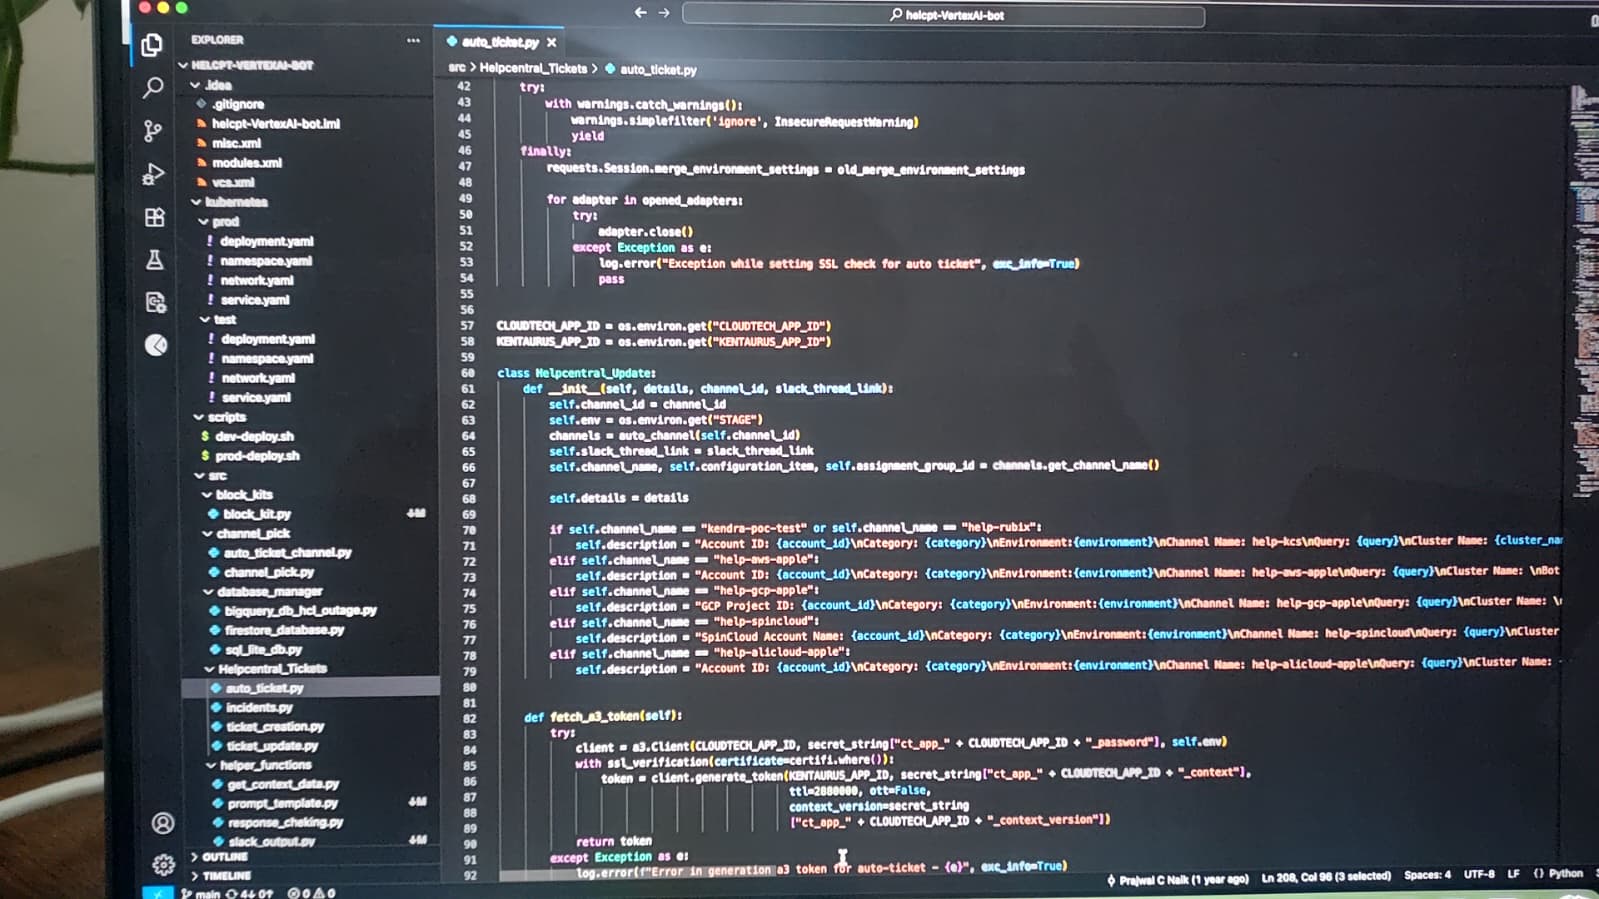 helcpt-VertexAI-bot
EXPLORER
auto_ticket.py
HELCPT-VERTEXAI-BOT
.idea
.gitignore
helcpt-VertexAI-bot.iml
misc.xml
modules.xml
vcs.xml
kubernetes
prod
deployment.yaml
namespace.yaml
network.yaml
service.yaml
test
deployment.yaml
namespace.yaml
network.yaml
service.yaml
scripts
$ dev-deploy.sh
$ prod-deploy.sh
src
block_kits
block_kit.py
channel_pick
auto_ticket_channel.py
channel_pick.py
database_manager
bigquery_db_hcl_outage.py
firestore_database.py
sql_lite_db.py
Helpcentral_Tickets
auto_ticket.py
incidents.py
ticket_creation.py
ticket_update.py
helper_functions
get_context_data.py
prompt_template.py
response_cheking.py
slack_output.py
OUTLINE
TIMELINE
src > Helpcentral_Tickets > auto_ticket.py
42 try:
43 with warnings.catch_warnings():
44 warnings.simplefilter('ignore', InsecureRequestWarning)
45 yield
46 finally:
47 requests.Session.merge_environment_settings = old_merge_environment_settings
48
49 for adapter in opened_adapters:
50 try:
51 adapter.close()
52 except Exception as e:
53 log.error("Exception while setting SSL check for auto ticket", exc_info=True)
54 pass
55
56
57 CLOUDTECH_APP_ID = os.environ.get("CLOUDTECH_APP_ID")
58 KENTAURUS_APP_ID = os.environ.get("KENTAURUS_APP_ID")
59
60 class Helpcentral_Update:
61 def __init__(self, details, channel_id, slack_thread_link):
62 self.channel_id = channel_id
63 self.env = os.environ.get("STAGE")
64 channels = auto_channel(self.channel_id)
65 self.slack_thread_link = slack_thread_link
66 self.channel_name, self.configuration_item, self.assignment_group_id = channels.get_channel_name()
67
68 self.details = details
69
70 if self.channel_name == "kendra-poc-test" or self.channel_name == "help-rubix":
71 self.description = "Account ID: {account_id}\nCategory: {category}\nEnvironment:{environment}\nChannel Name: help-kcs\nQuery: {query}\nCluster Name: {cluster_na
72 elif self.channel_name == "help-aws-apple":
73 self.description = "Account ID: {account_id}\nCategory: {category}\nEnvironment:{environment}\nChannel Name: help-aws-apple\nQuery: {query}\nCluster Name: \nBot
74 elif self.channel_name == "help-gcp-apple":
75 self.description = "GCP Project ID: {account_id}\nCategory: {category}\nEnvironment:{environment}\nChannel Name: help-gcp-apple\nQuery: {query}\nCluster Name: \
76 elif self.channel_name == "help-spincloud":
77 self.description = "SpinCloud Account Name: {account_id}\nCategory: {category}\nEnvironment:{environment}\nChannel Name: help-spincloud\nQuery: {query}\nCluster
78 elif self.channel_name == "help-alicloud-apple":
79 self.description = "Account ID: {account_id}\nCategory: {category}\nEnvironment:{environment}\nChannel Name: help-alicloud-apple\nQuery: {query}\nCluster Name:
80
81
82 def fetch_a3_token(self):
83 try:
84 client = a3.Client(CLOUDTECH_APP_ID, secret_string["ct_app_" + CLOUDTECH_APP_ID + "_password"], self.env)
85 with ssl_verification(certificate=certifi.where()):
86 token = client.generate_token(KENTAURUS_APP_ID, secret_string["ct_app_" + CLOUDTECH_APP_ID + "_context"],
87 ttl=2880000, ott=False,
88 context_version=secret_string
89 ["ct_app_" + CLOUDTECH_APP_ID + "_context_version"])
90 return token
91 except Exception as e:
92 log.error(f"Error in generation a3 token for auto-ticket - {e}", exc_info=True)
main 4↓ 0↑ 0 0
Prajwal C Naik (1 year ago) Ln 208, Col 96 (3 selected) Spaces: 4 UTF-8 LF {} Python